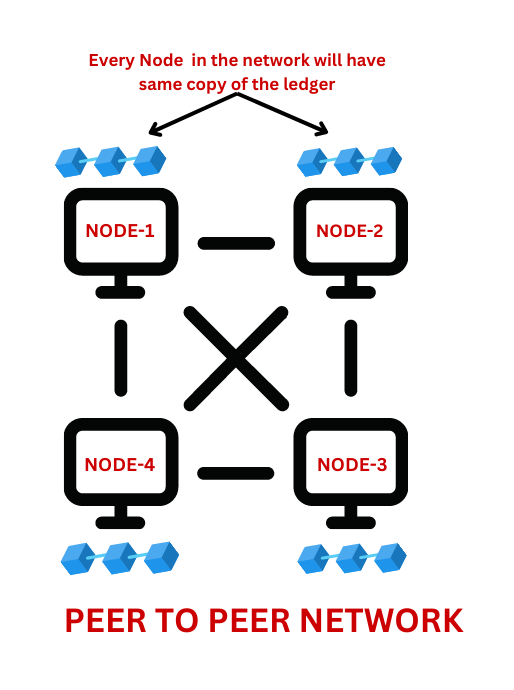 Every Node in the network will have
same copy of the ledger
NODE-1
NODE-2
NODE-4
NODE-3
PEER TO PEER NETWORK